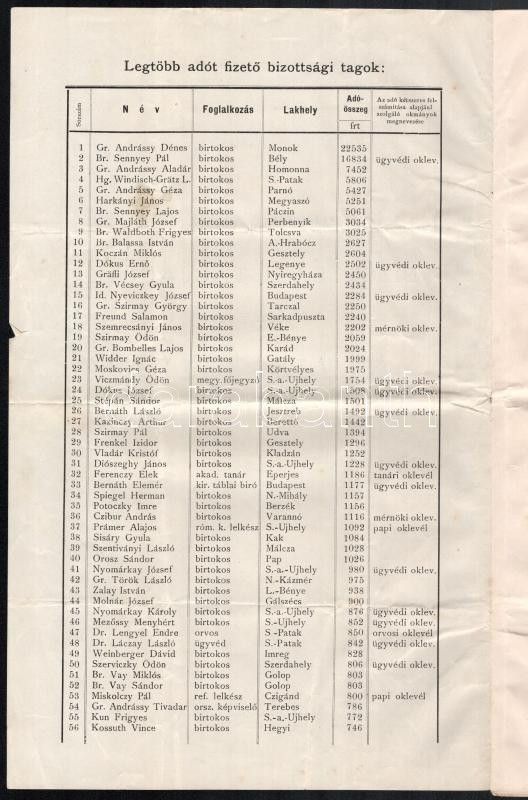 Legtöbb adót fizető bizottsági tagok:
Sorszám | Név | Foglalkozás | Lakhely | Adó-összeg frt | Az adó kétszeres felszámítása alapjául szolgáló okmányok megnevezése
1 Gr. Andrássy Dénes birtokos Monok 22535
2 Br. Sennyey Pál birtokos Bély 16834 ügyvédi oklev.
3 Gr. Andrássy Aladár birtokos Homonna 7452
4 Hg. Windisch-Grätz L. birtokos S.-Patak 5806
5 Gr. Andrássy Géza birtokos Parnó 5427
6 Harkányi János birtokos Megyaszó 5251
7 Br. Sennyey Lajos birtokos Páczin 5061
8 Gr. Majláth József birtokos Perbenyik 3034
9 Br. Waldboth Frigyes birtokos Tolcsva 3025
10 Br. Balassa István birtokos A.-Hrabócz 2627
11 Koczán Miklós birtokos Gesztely 2604
12 Dókus Ernő birtokos Legenye 2502 ügyvédi oklev.
13 Gräfl József birtokos Nyiregyháza 2450
14 Br. Vécsey Gyula birtokos Szerdahely 2434
15 Id. Nyeviczkey József birtokos Budapest 2284 ügyvédi oklev.
16 Gr. Szirmay György birtokos Tarczal 2250
17 Freund Salamon birtokos Sarkadpuszta 2240
18 Szemrecsányi János birtokos Véke 2202 mérnöki oklev.
19 Szirmay Ödön birtokos E.-Bénye 2059
20 Gr. Bombelles Lajos birtokos Karád 2024
21 Widder Ignác birtokos Gatály 1999
22 Moskovics Géza birtokos Körtvélyes 1975
23 Viczmándy Ödön megy.főjegyző S.-a.-Ujhely 1754 ügyvédi oklev.
24 Dókus József birtokos S.-a.-Ujhely 1508 ügyvédi oklev.
25 Stépán Sándor birtokos Málcza 1501
26 Bernáth László birtokos Jesztreb 1492 ügyvédi oklev.
27 Kazinczy Arthur birtokos Berettő 1442
28 Szirmay Pál birtokos Udva 1394
29 Frenkel Izidor birtokos Gesztely 1296
30 Vladár Kristóf birtokos Kladzán 1252
31 Diószeghy János birtokos S.-a.-Ujhely 1228 ügyvédi oklev.
32 Ferenczy Elek akad. tanár Eperjes 1186 tanári oklevél
33 Bernáth Elemér kir. táblai biró Budapest 1177 ügyvédi oklev.
34 Spiegel Herman birtokos N.-Mihály 1157
35 Potoczky Imre birtokos Berzék 1156
36 Czibur András birtokos Varannó 1116 mérnöki oklev.
37 Prámer Alajos róm. k. lelkész S.-Ujhely 1092 papi oklevél
38 Sisáry Gyula birtokos Kak 1084
39 Szentiványi László birtokos Málcza 1028
40 Orosz Sándor birtokos Pap 1026
41 Nyomárkay József birtokos S.-a.-Ujhely 980 ügyvédi oklev.
42 Gr. Török László birtokos N.-Kázmér 975
43 Zalay István birtokos L.-Bénye 938
44 Molnár József birtokos Gálszécs 900
45 Nyomárkay Károly birtokos S.-a.-Ujhely 876 ügyvédi oklev.
46 Mezőssy Menyhért birtokos S.-Ujhely 852 ügyvédi oklev.
47 Dr. Lengyel Endre orvos S-Patak 850 orvosi oklevél
48 Dr. Láczay László ügyvéd S.-Patak 842 ügyvédi oklev.
49 Weinberger Dávid birtokos Imreg 828
50 Szerviczky Ödön birtokos Szerdahely 806 ügyvédi oklev.
51 Br. Vay Miklós birtokos Golop 803
52 Br. Vay Sándor birtokos Golop 803
53 Miskolczy Pál ref. lelkész Czigánd 800 papi oklevél
54 Gr. Andrássy Tivadar orsz. képviselő Terebes 786
55 Kun Frigyes birtokos S.-a.-Ujhely 772
56 Kossuth Vince birtokos Hegyi 746